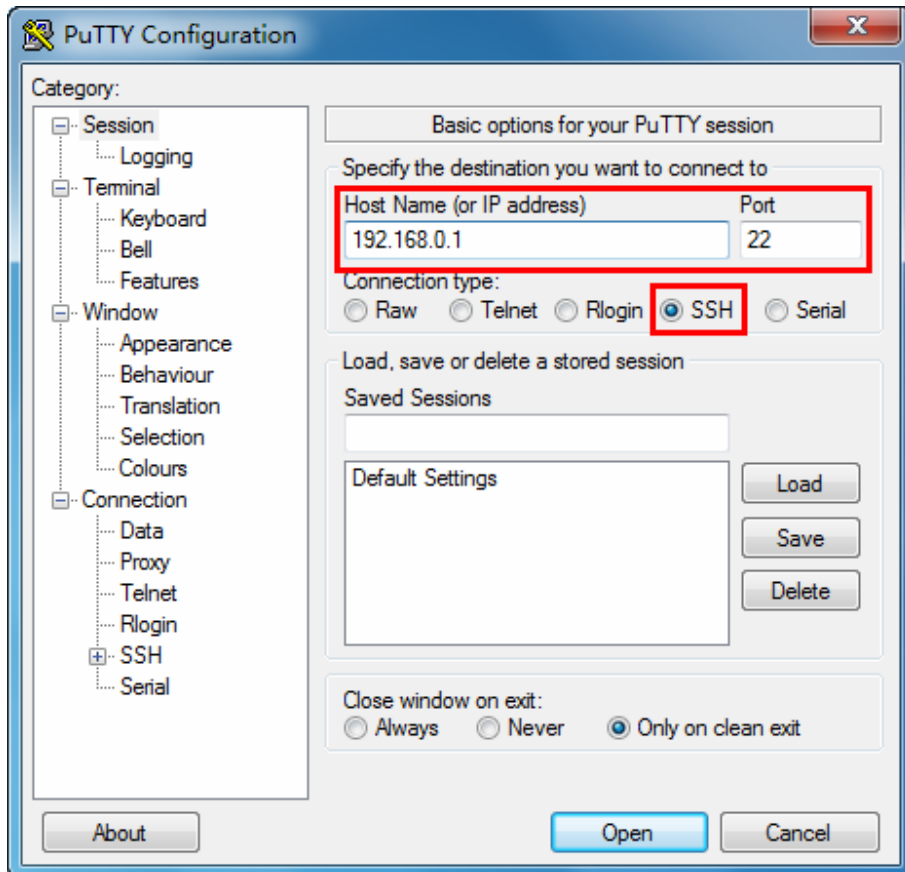 PuTTY Configuration
Category:
Session
Logging
Terminal
Keyboard
Bell
Features
Window
Appearance
Behaviour
Translation
Selection
Colours
Connection
Data
Proxy
Telnet
Rlogin
SSH
Serial
Basic options for your PuTTY session
Specify the destination you want to connect to
Host Name (or IP address) Port
192.168.0.1 22
Connection type:
Raw Telnet Rlogin SSH Serial
Load, save or delete a stored session
Saved Sessions
Default Settings
Load
Save
Delete
Close window on exit:
Always Never Only on clean exit
About Open Cancel